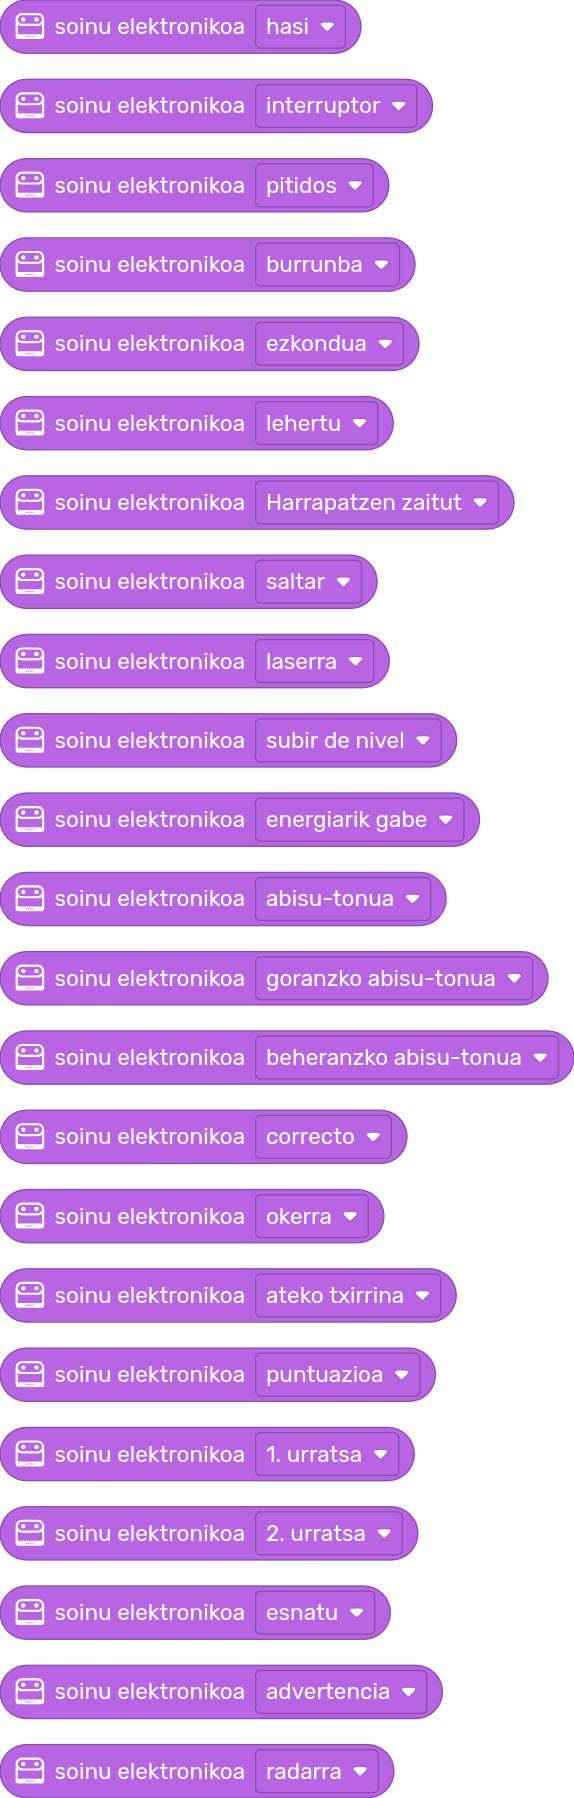 soinu elektronikoa hasi
soinu elektronikoa interruptor
soinu elektronikoa pitidos
soinu elektronikoa burrunba
soinu elektronikoa ezkondua
soinu elektronikoa lehertu
soinu elektronikoa Harrapatzen zaitut
soinu elektronikoa saltar
soinu elektronikoa laserra
soinu elektronikoa subir de nivel
soinu elektronikoa energiarik gabe
soinu elektronikoa abisu-tonua
soinu elektronikoa goranzko abisu-tonua
soinu elektronikoa beheranzko abisu-tonua
soinu elektronikoa correcto
soinu elektronikoa okerra
soinu elektronikoa ateko txirrina
soinu elektronikoa puntuazioa
soinu elektronikoa 1. urratsa
soinu elektronikoa 2. urratsa
soinu elektronikoa esnatu
soinu elektronikoa advertencia
soinu elektronikoa radarra